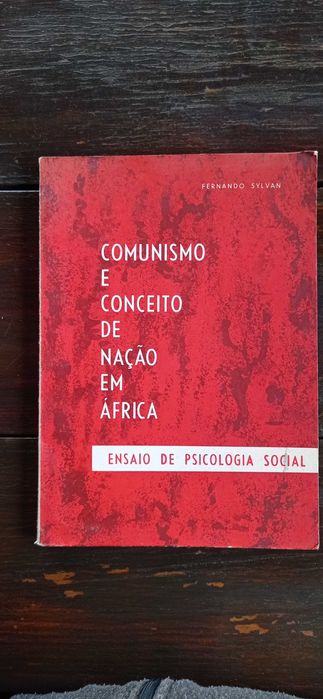 FERNANDO SYLVAN
COMUNISMO
E
CONCEITO
DE
NAÇÃO
EM
ÁFRICA
ENSAIO DE PSICOLOGIA SOCIAL